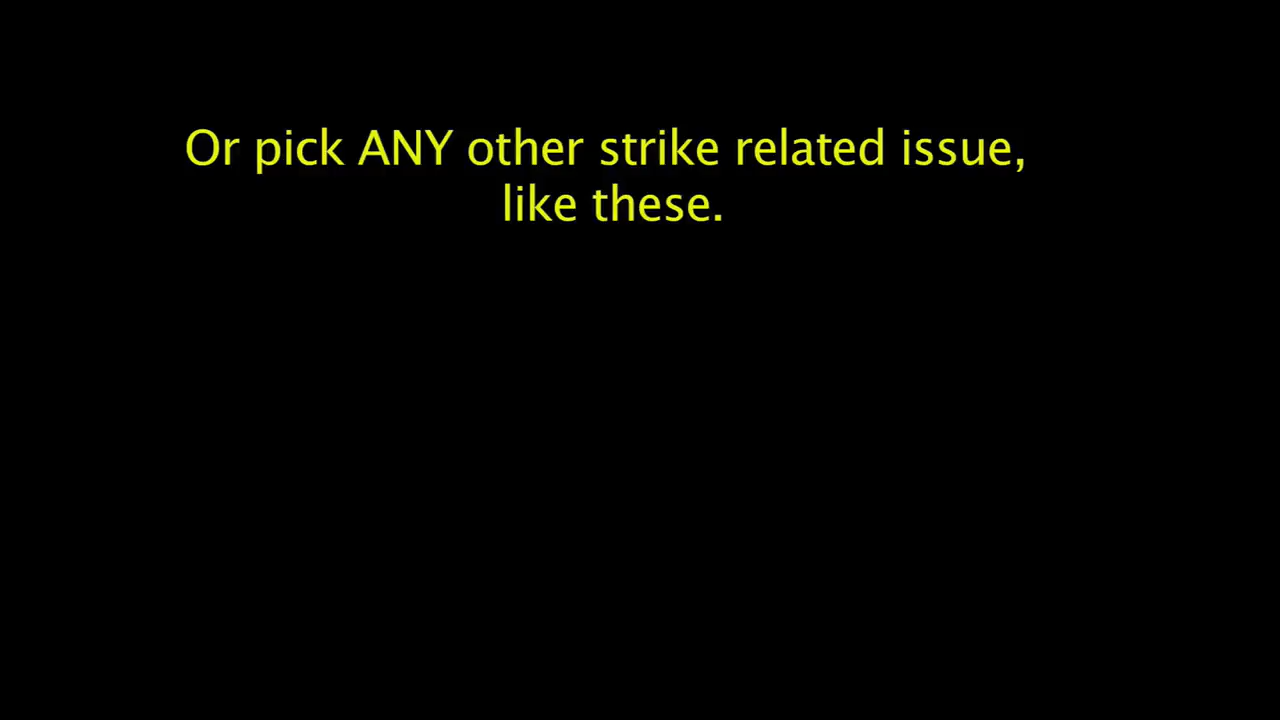 Or pick ANY other strike related issue,
like these.